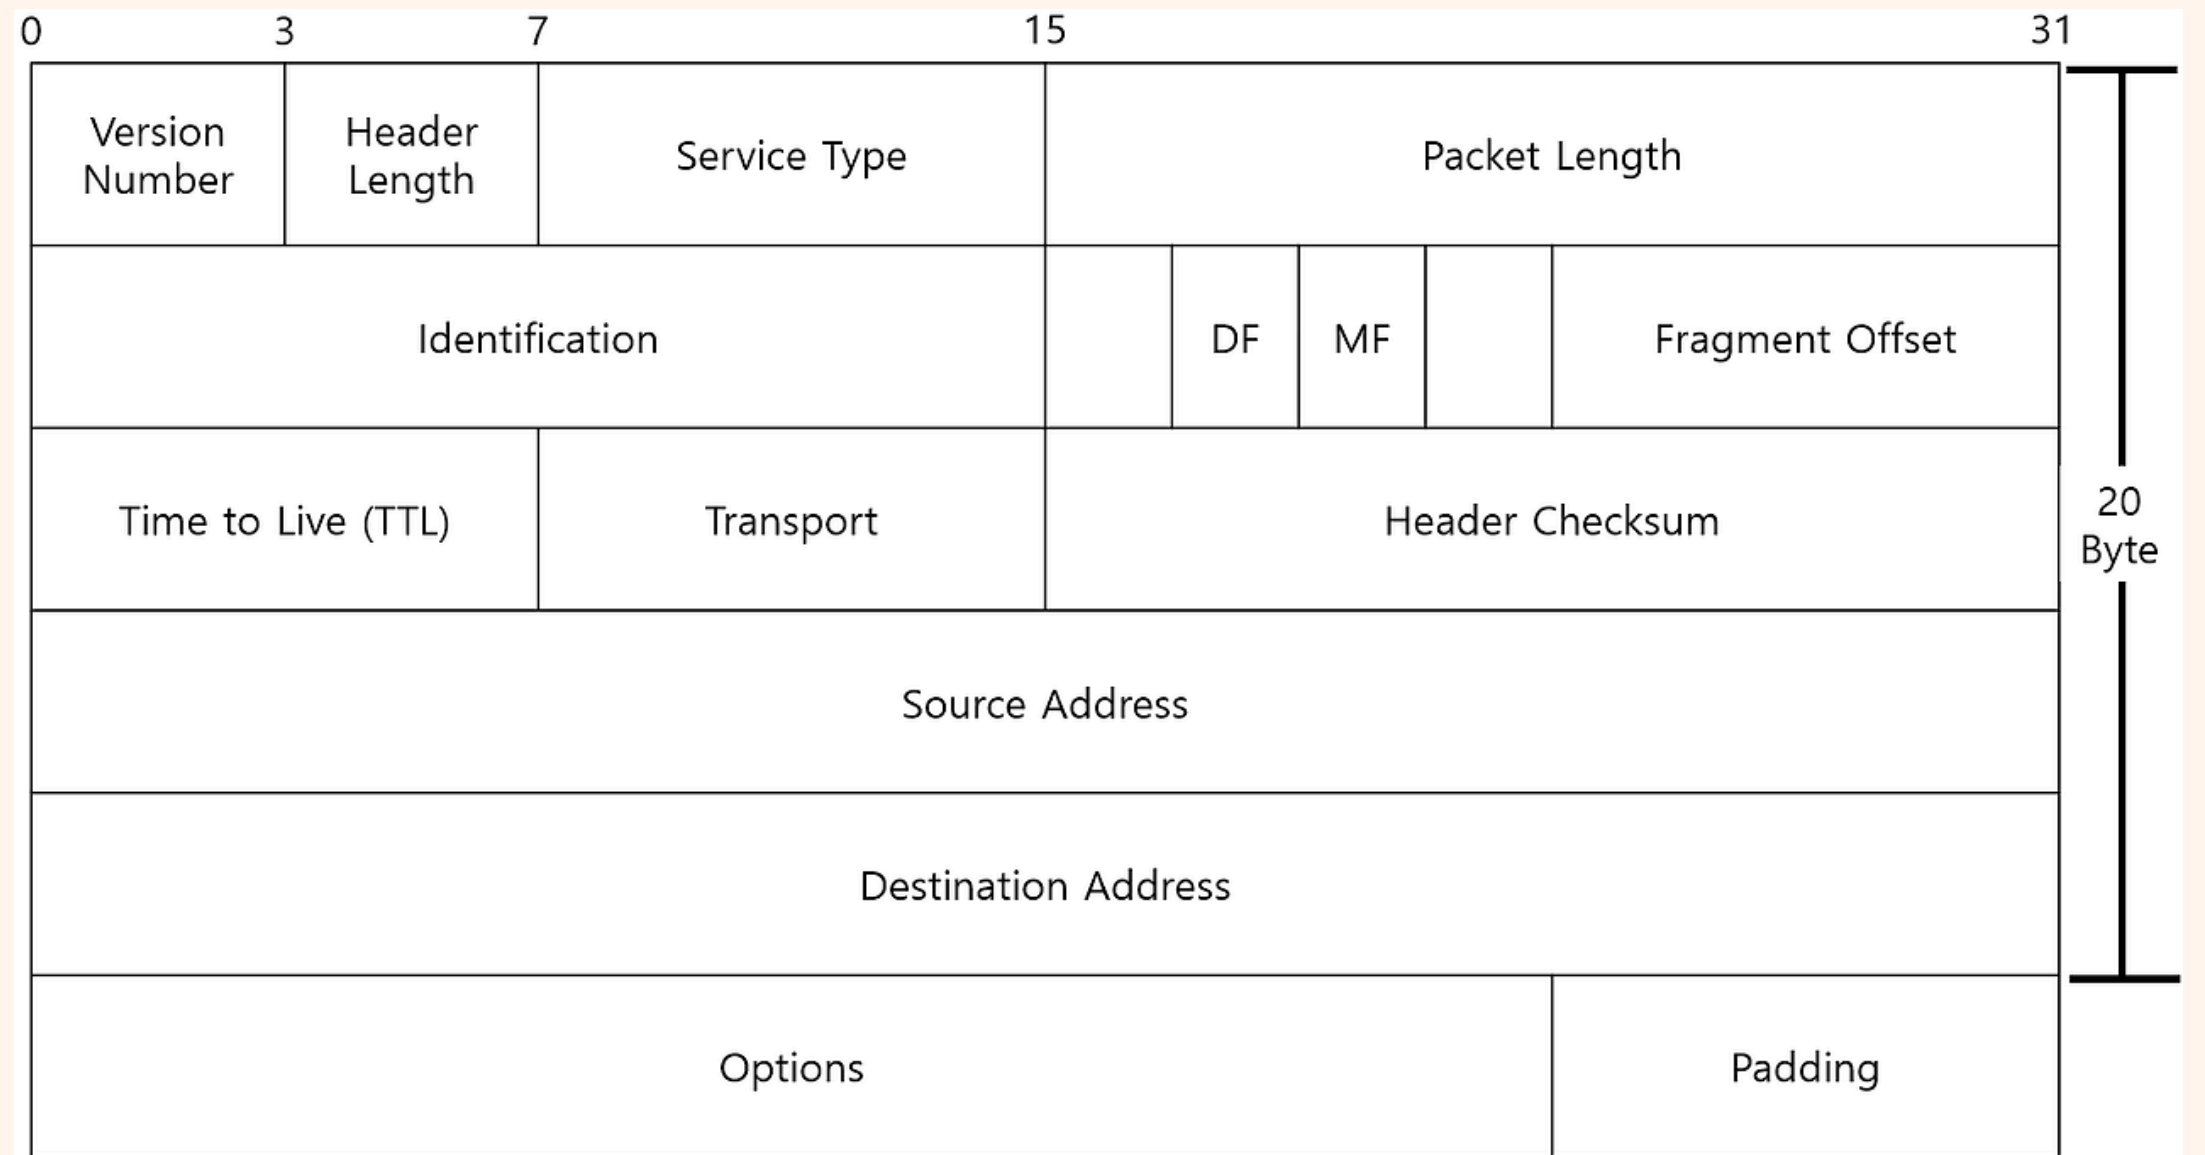 0 3 7 15 31
Version
Number
Header
Length
Service Type
Packet Length
Identification
DF
MF
Fragment Offset
Time to Live (TTL)
Transport
Header Checksum
20
Byte
Source Address
Destination Address
Options
Padding